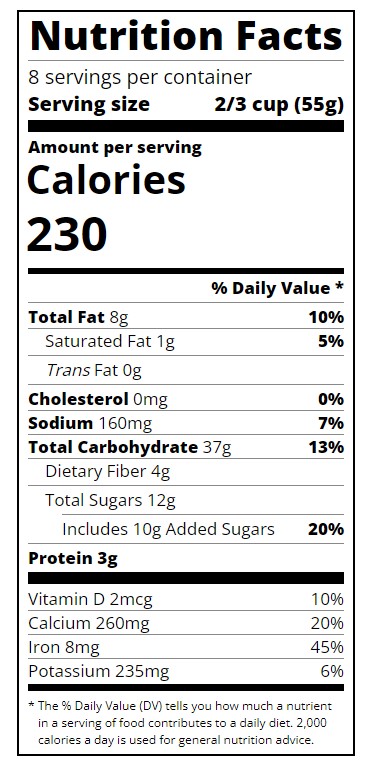 Nutrition Facts
8 servings per container
Serving size 2/3 cup (55g)
Amount per serving
Calories
230
% Daily Value *
Total Fat 8g 10%
Saturated Fat 1g 5%
Trans Fat 0g
Cholesterol 0mg 0%
Sodium 160mg 7%
Total Carbohydrate 37g 13%
Dietary Fiber 4g
Total Sugars 12g
Includes 10g Added Sugars 20%
Protein 3g
Vitamin D 2mcg 10%
Calcium 260mg 20%
Iron 8mg 45%
Potassium 235mg 6%
* The % Daily Value (DV) tells you how much a nutrient
in a serving of food contributes to a daily diet. 2,000
calories a day is used for general nutrition advice.